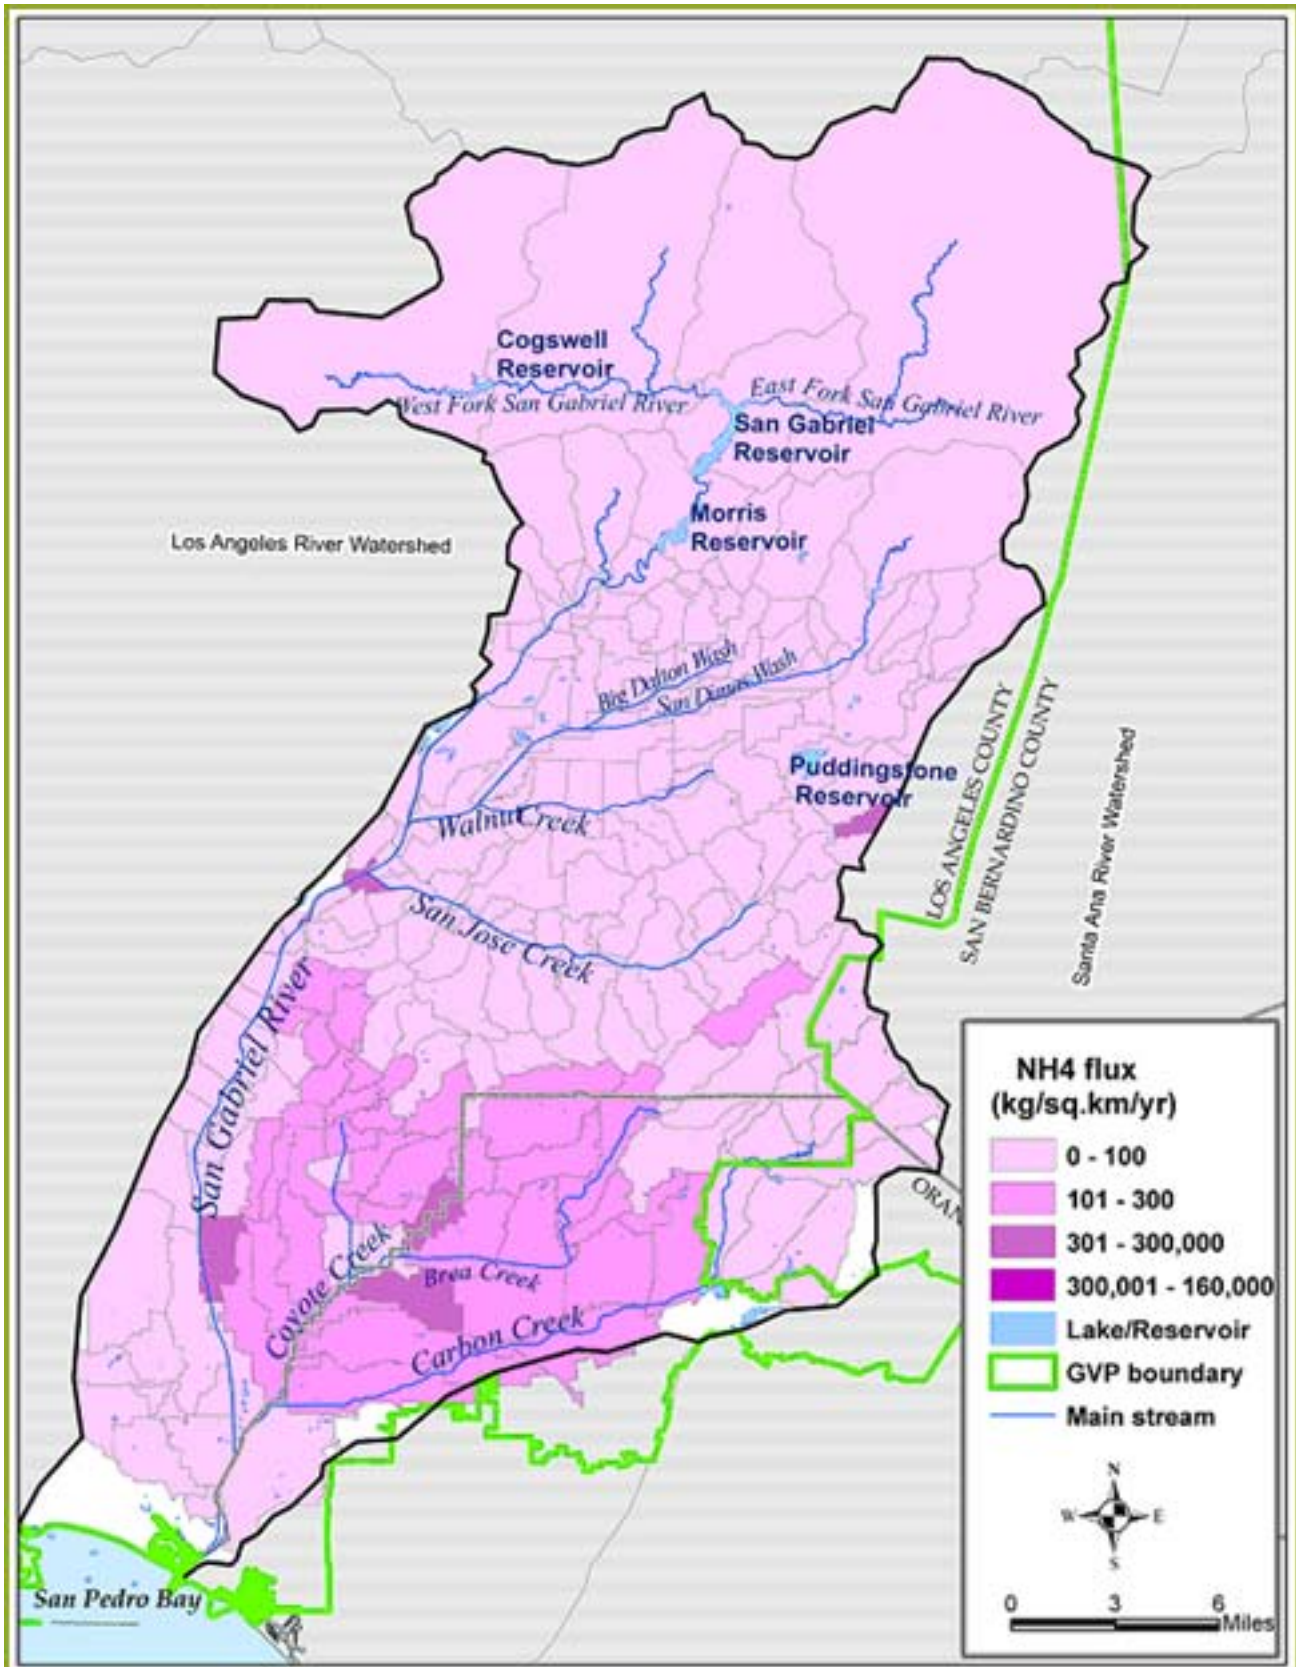 Cogswell
Reservoir
West Fork San Gabriel River
East Fork San Gabriel River
San Gabriel
Reservoir
Morris
Reservoir
Los Angeles River Watershed
Big Dalton Wash
San Dimas Wash
Puddingstone
Reservoir
Walnut Creek
LOS ANGELES COUNTY
SAN BERNARDINO COUNTY
Santa Ana River Watershed
San Jose Creek
San Gabriel River
NH4 flux
(kg/sq.km/yr)
0 - 100
101 - 300
301 - 300,000
300,001 - 160,000
Lake/Reservoir
GVP boundary
Main stream
ORAN
Coyote Creek
Brea Creek
Carbon Creek
N
W
E
S
San Pedro Bay
0 3 6
Miles